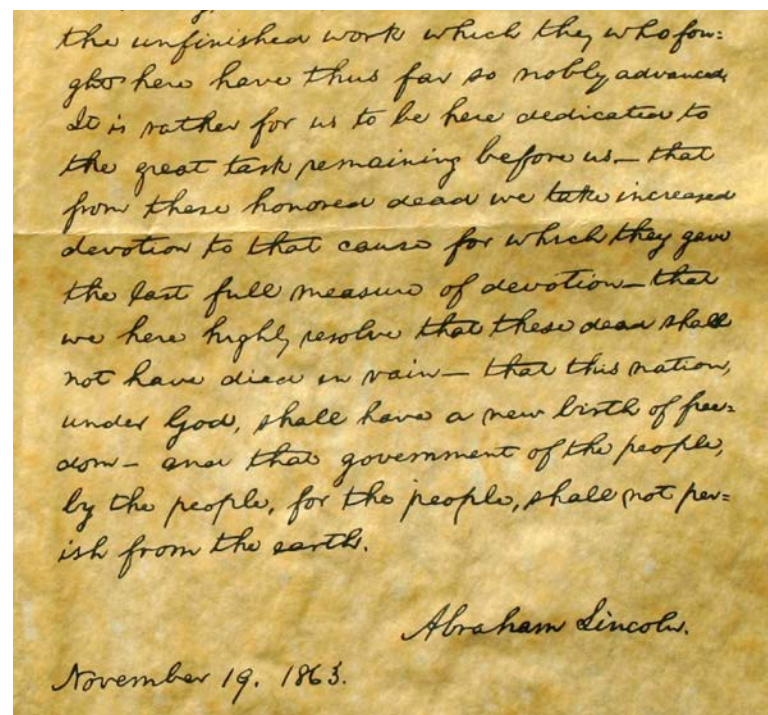 the unfinished work which they who fou=
ght here have thus far so nobly advanced.
It is rather for us to be here dedicated to
the great task remaining before us — that
from these honored dead we take increased
devotion to that cause for which they gave
the last full measure of devotion — that
we here highly resolve that these dead shall
not have died in vain — that this nation,
under God, shall have a new birth of free=
dom — and that government of the people,
by the people, for the people, shall not per=
ish from the earth.
Abraham Lincoln.
November 19. 1863.